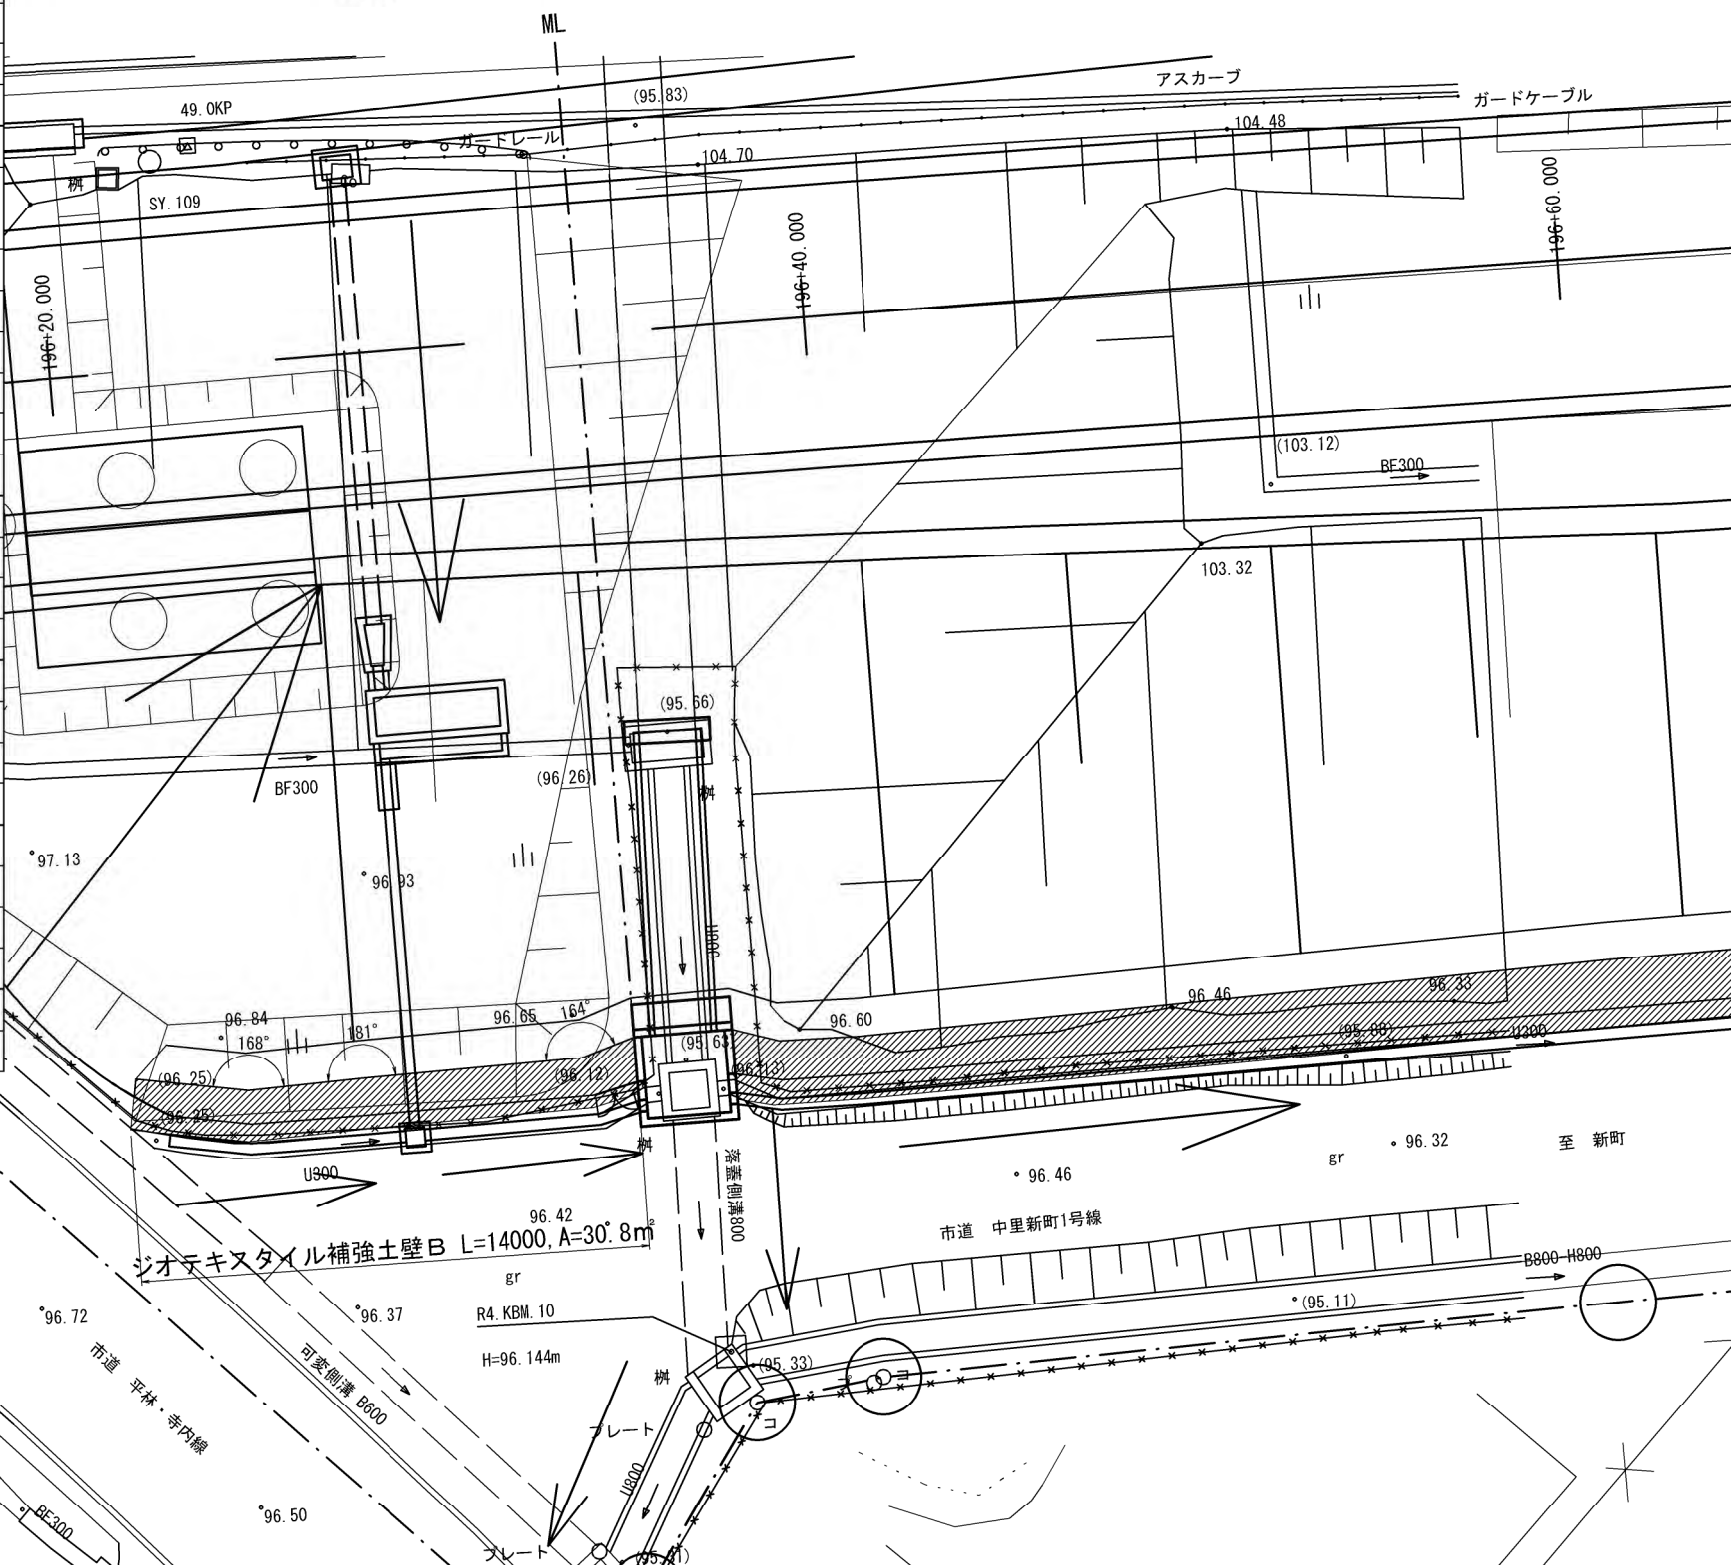 ML
(95.83)
アスカーブ
ガードケーブル
49.0KP
ガードレール
104.48
104.70
桝
SY.109
196+20.000
196+40.000
196+60.000
(103.12)
BF300
103.32
(95.66)
(96.26)
BF300
桝
97.13
96.93
96.84
168°
181°
96.65
164°
96.60
96.46
96.33
(95.88)
U300
(95.63)
(96.25)
(96.12)
(96.25)
U300
桝
落蓋側溝800
96.46
96.32
gr
至 新町
96.42
市道 中里新町1号線
ジオテキスタイル補強土壁B L=14000, A=30.8㎡
gr
B800-H800
R4.KBM.10
H=96.144m
96.72
96.37
(95.11)
(95.33)
市道 平林・寺内線
可変側溝 B600
桝
コ
コ
プレート
U800
96.50
BF300
プレート